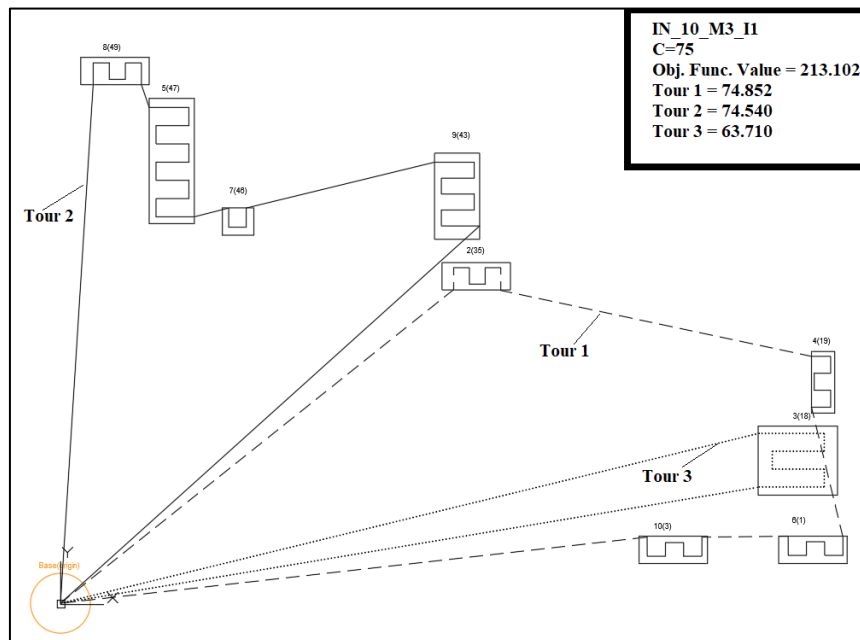 IN_10_M3_I1
C=75
Obj. Func. Value = 213.102
Tour 1 = 74.852
Tour 2 = 74.540
Tour 3 = 63.710
8(49)
5(47)
9(43)
7(46)
Tour 2
2(35)
Tour 1
4(19)
3(18)
Tour 3
10(3)
6(1)
Y
Base(origin)
X